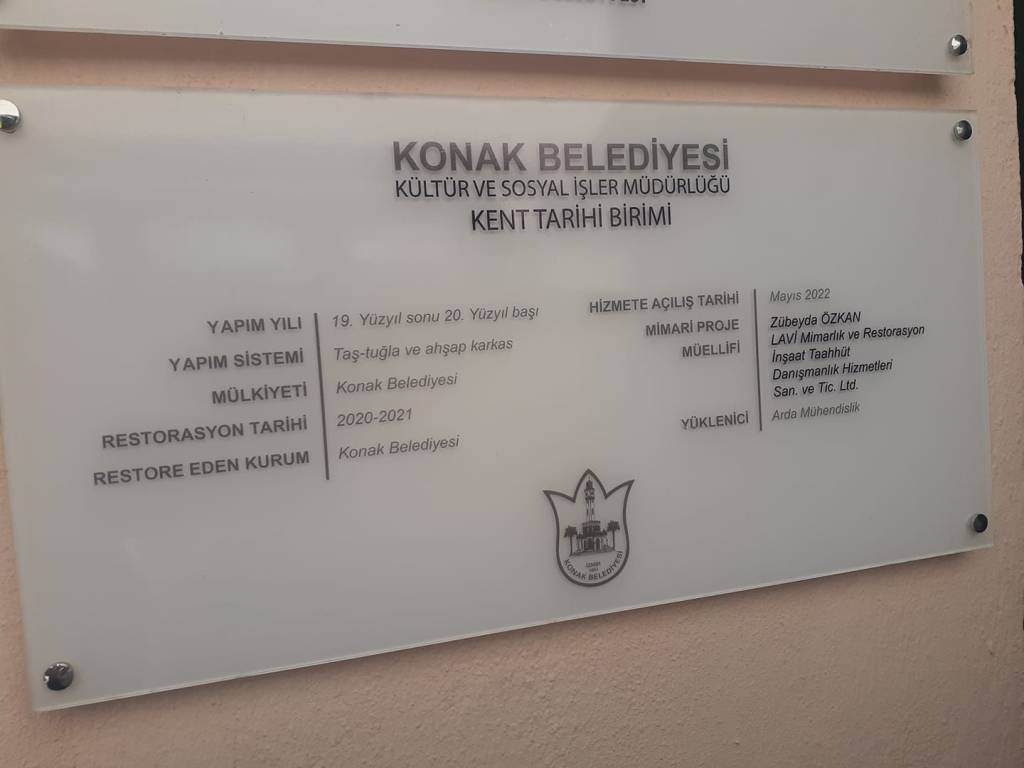 KONAK BELEDİYESİ
KÜLTÜR VE SOSYAL İŞLER MÜDÜRLÜĞÜ
KENT TARİHİ BİRİMİ
YAPIM YILI 19. Yüzyıl sonu 20. Yüzyıl başı
YAPIM SİSTEMİ Taş-tuğla ve ahşap karkas
MÜLKİYETİ Konak Belediyesi
RESTORASYON TARİHİ 2020-2021
RESTORE EDEN KURUM Konak Belediyesi
HİZMETE AÇILIŞ TARİHİ Mayıs 2022
MİMARİ PROJE Zübeyda ÖZKAN
MÜELLİFİ LAVİ Mimarlık ve Restorasyon
İnşaat Taahhüt
Danışmanlık Hizmetleri
San. ve Tic. Ltd.
YÜKLENİCİ Arda Mühendislik
İZMİR
KONAK BELEDİYESİ